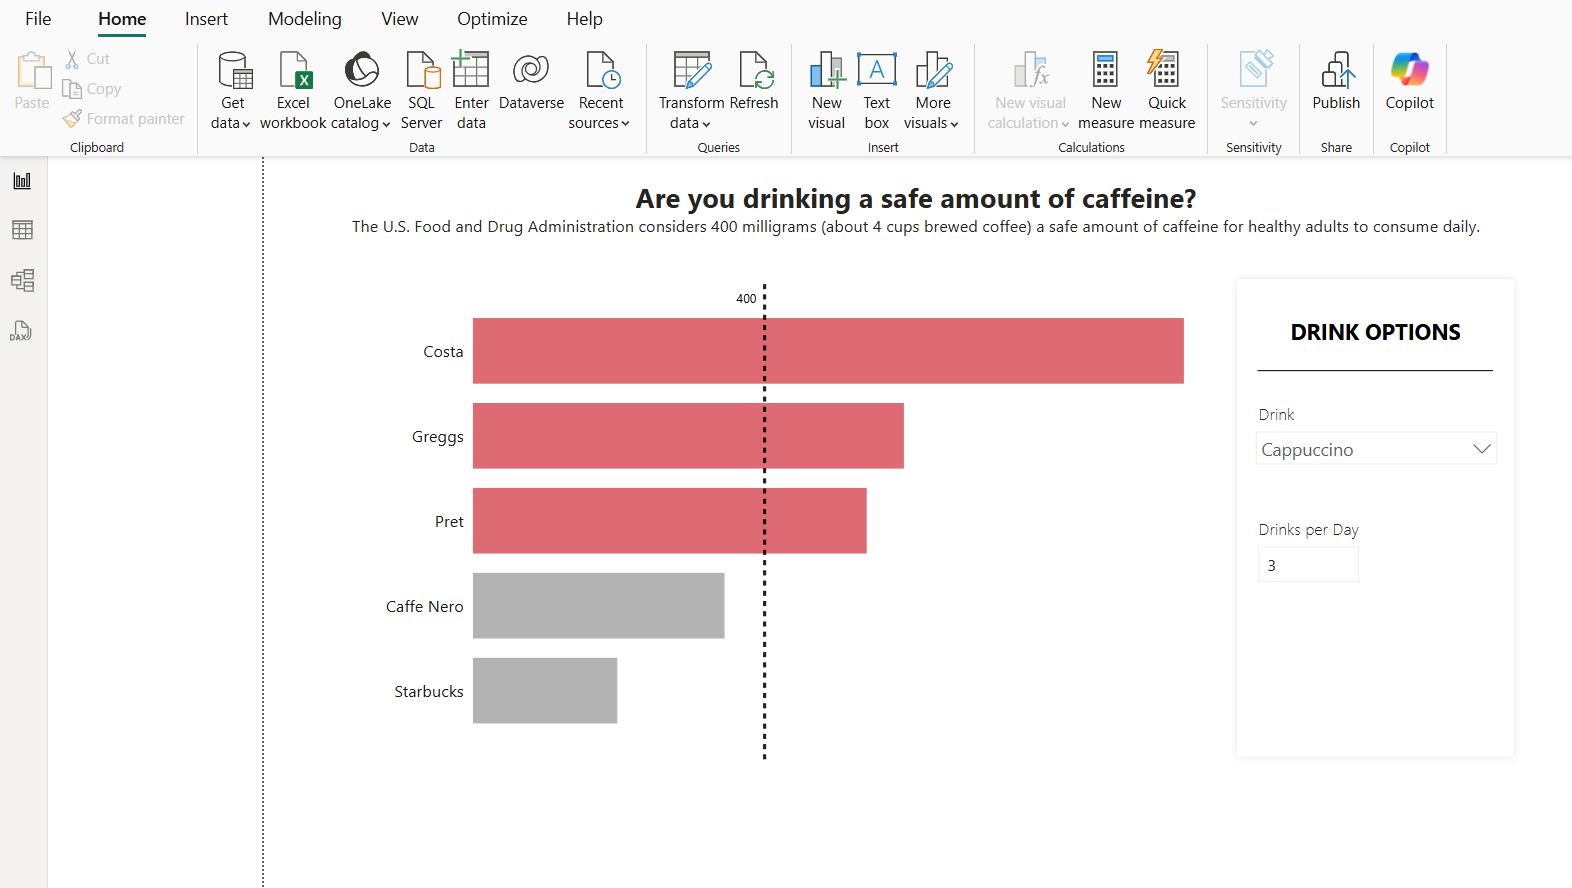 File Home Insert Modeling View Optimize Help
Paste
Cut
Copy
Format painter
Clipboard
Get data
Excel workbook
OneLake catalog
SQL Server
Enter data
Dataverse
Recent sources
Data
Transform data
Refresh
Queries
New visual
Text box
More visuals
Insert
New visual calculation
New measure
Quick measure
Calculations
Sensitivity
Sensitivity
Publish
Share
Copilot
Copilot
DAX
Are you drinking a safe amount of caffeine?
The U.S. Food and Drug Administration considers 400 milligrams (about 4 cups brewed coffee) a safe amount of caffeine for healthy adults to consume daily.
400
Costa
Greggs
Pret
Caffe Nero
Starbucks
DRINK OPTIONS
Drink
Cappuccino
Drinks per Day
3